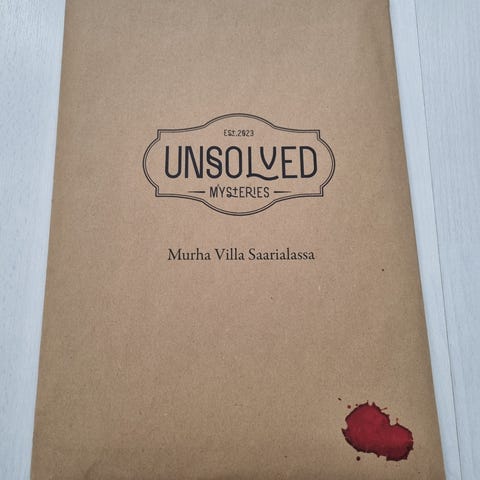 Est.2023
UNSOLVED
MYSTERIES
Murha Villa Saarialassa